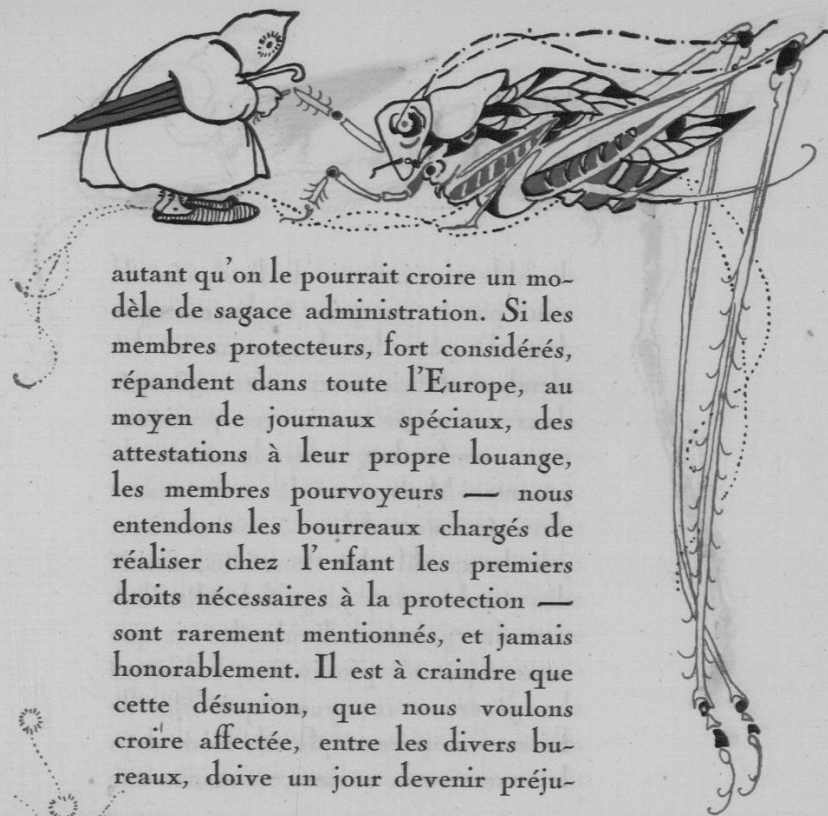 autant qu'on le pourrait croire un mo-
dèle de sagace administration. Si les
membres protecteurs, fort considérés,
répandent dans toute l'Europe, au
moyen de journaux spéciaux, des
attestations à leur propre louange,
les membres pourvoyeurs — nous
entendons les bourreaux chargés de
réaliser chez l'enfant les premiers
droits nécessaires à la protection —
sont rarement mentionnés, et jamais
honorablement. Il est à craindre que
cette désunion, que nous voulons
croire affectée, entre les divers bu-
reaux, doive un jour devenir préju-